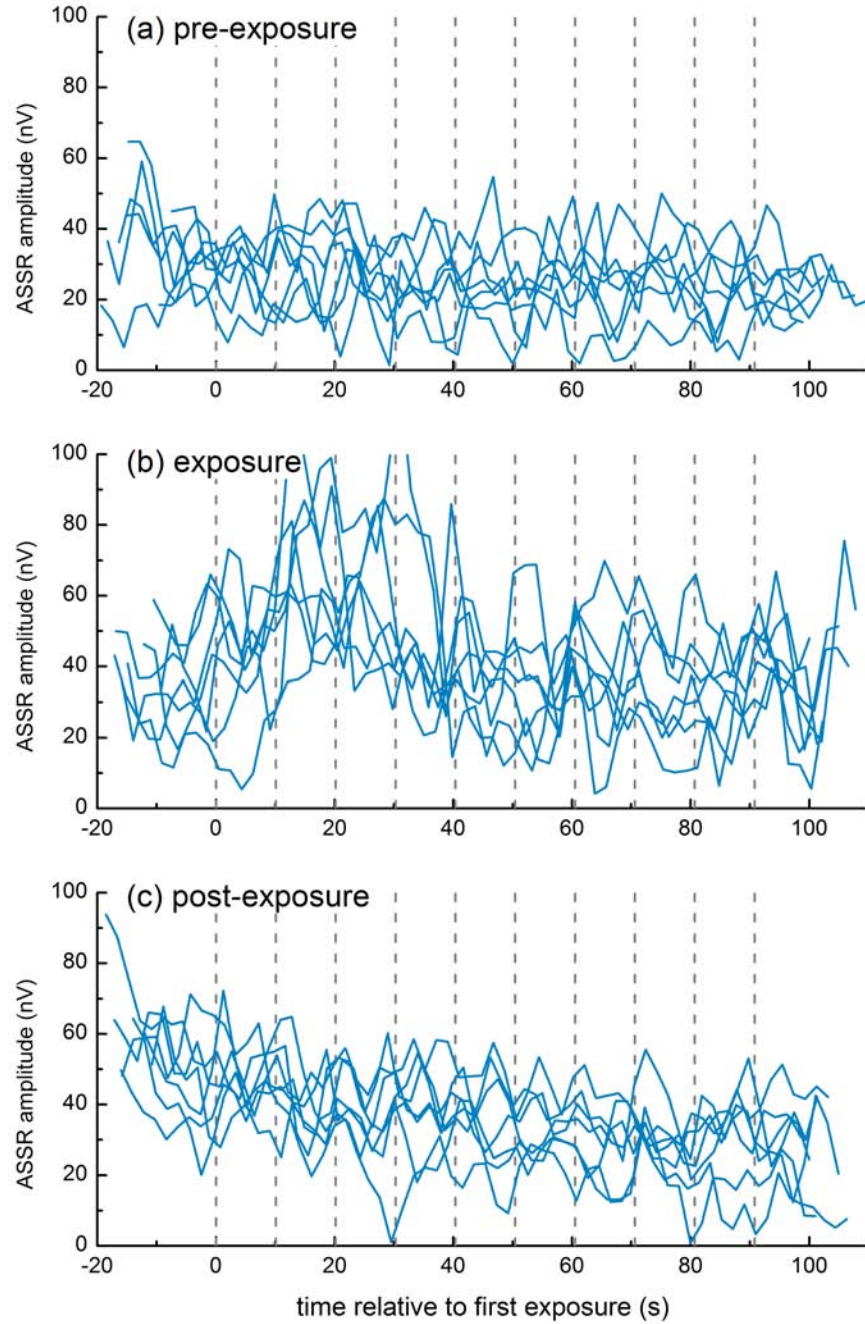 (a) pre-exposure
100
80
60
40
20
0
ASSR amplitude (nV)
-20 0 20 40 60 80 100
(b) exposure
100
80
60
40
20
0
ASSR amplitude (nV)
-20 0 20 40 60 80 100
(c) post-exposure
100
80
60
40
20
0
ASSR amplitude (nV)
-20 0 20 40 60 80 100
time relative to first exposure (s)